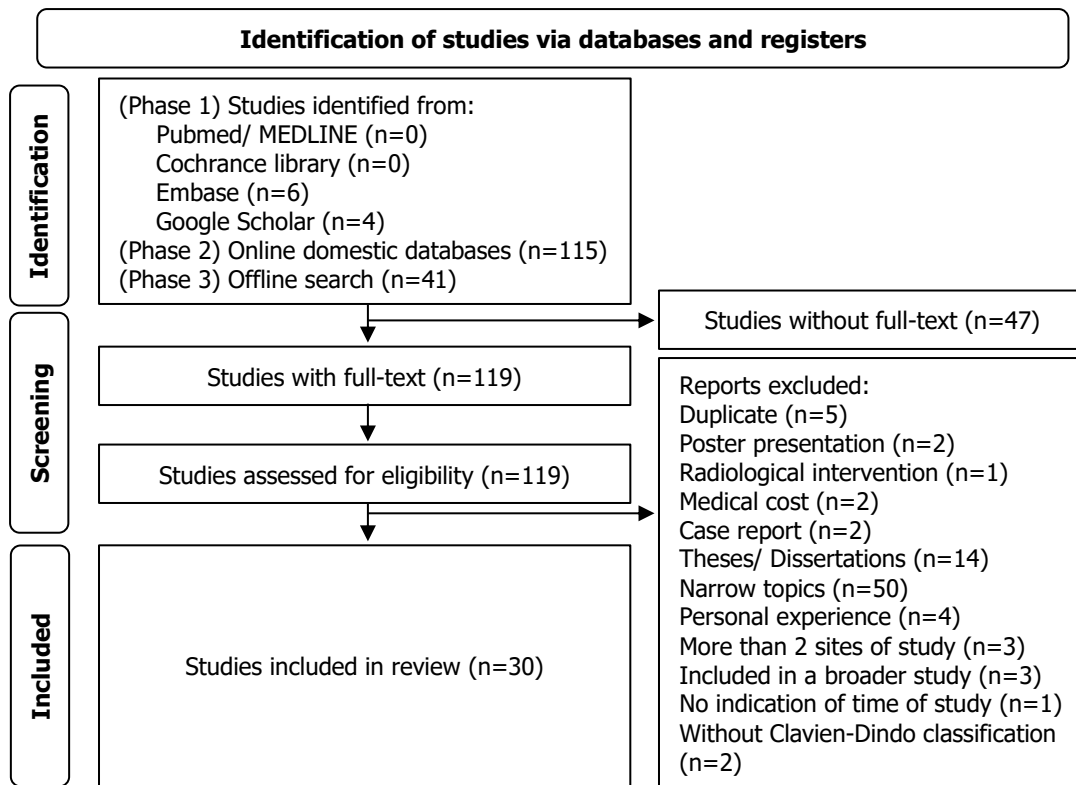 Identification of studies via databases and registers
Identification
(Phase 1) Studies identified from:
Pubmed/ MEDLINE (n=0)
Cochrance library (n=0)
Embase (n=6)
Google Scholar (n=4)
(Phase 2) Online domestic databases (n=115)
(Phase 3) Offline search (n=41)
Studies without full-text (n=47)
Screening
Studies with full-text (n=119)
Studies assessed for eligibility (n=119)
Reports excluded:
Duplicate (n=5)
Poster presentation (n=2)
Radiological intervention (n=1)
Medical cost (n=2)
Case report (n=2)
Theses/ Dissertations (n=14)
Narrow topics (n=50)
Personal experience (n=4)
More than 2 sites of study (n=3)
Included in a broader study (n=3)
No indication of time of study (n=1)
Without Clavien-Dindo classification
(n=2)
Included
Studies included in review (n=30)